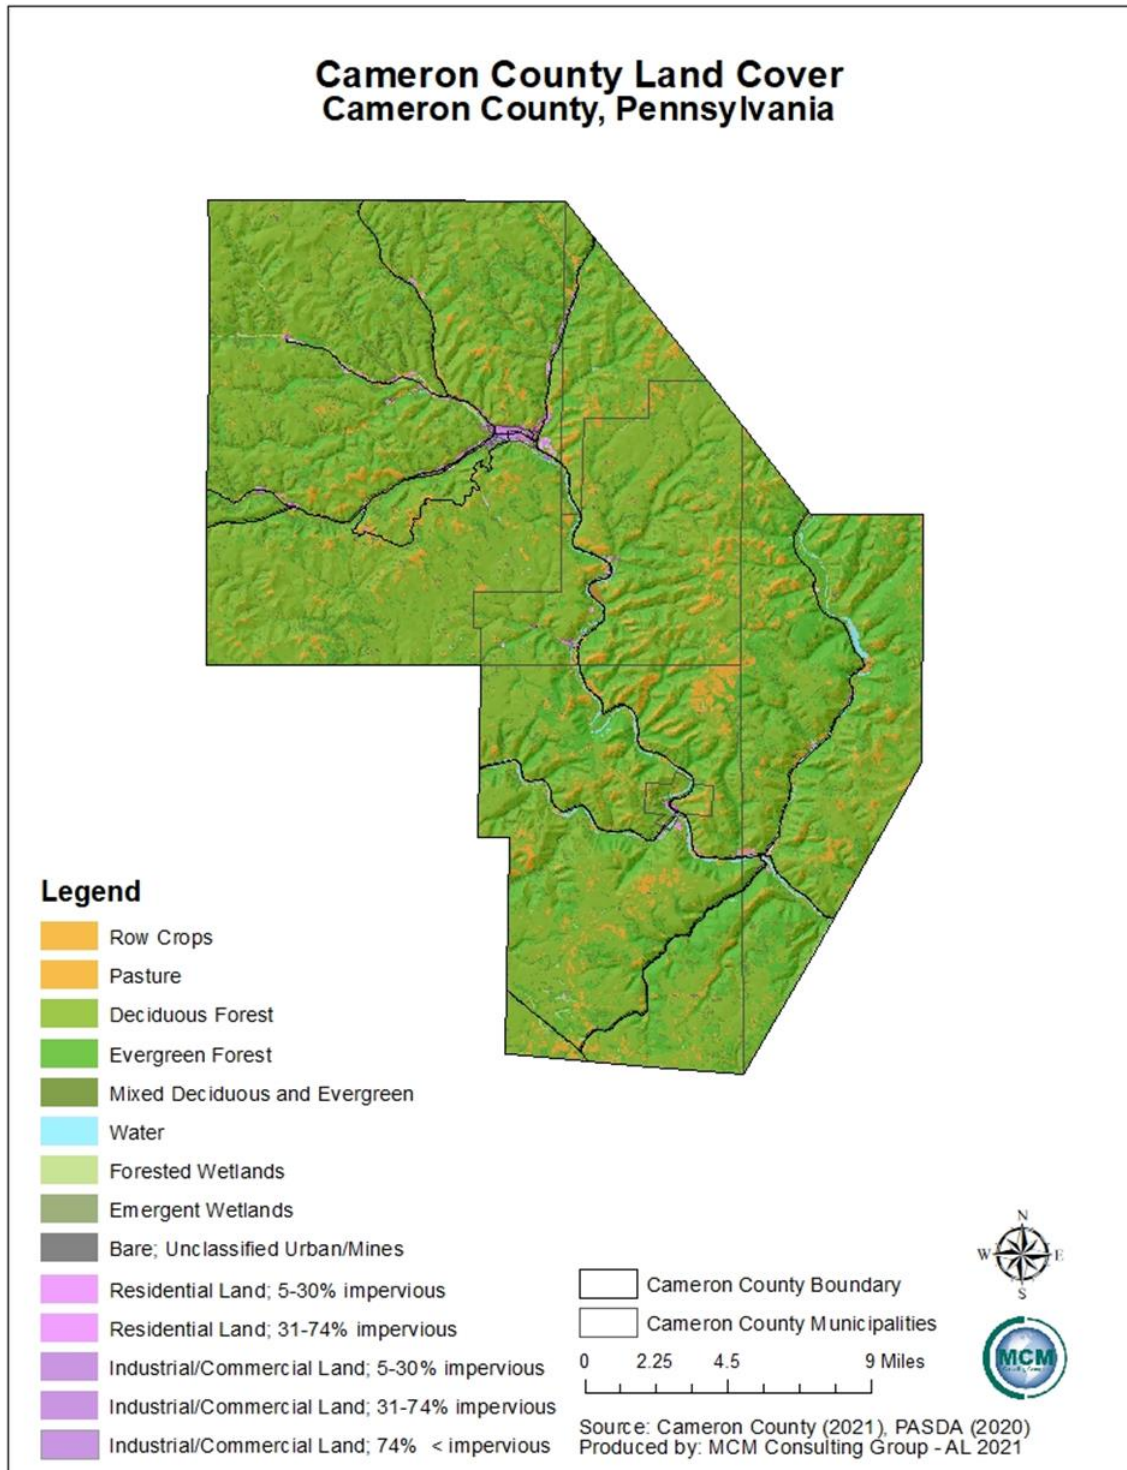 Cameron County Land Cover
Cameron County, Pennsylvania
Legend
Row Crops
Pasture
Deciduous Forest
Evergreen Forest
Mixed Deciduous and Evergreen
Water
Forested Wetlands
Emergent Wetlands
Bare; Unclassified Urban/Mines
Residential Land; 5-30% impervious
Residential Land; 31-74% impervious
Industrial/Commercial Land; 5-30% impervious
Industrial/Commercial Land; 31-74% impervious
Industrial/Commercial Land; 74% < impervious
Cameron County Boundary
Cameron County Municipalities
0 2.25 4.5 9 Miles
Source: Cameron County (2021), PASDA (2020)
Produced by: MCM Consulting Group - AL 2021
N
W E
S
MCM